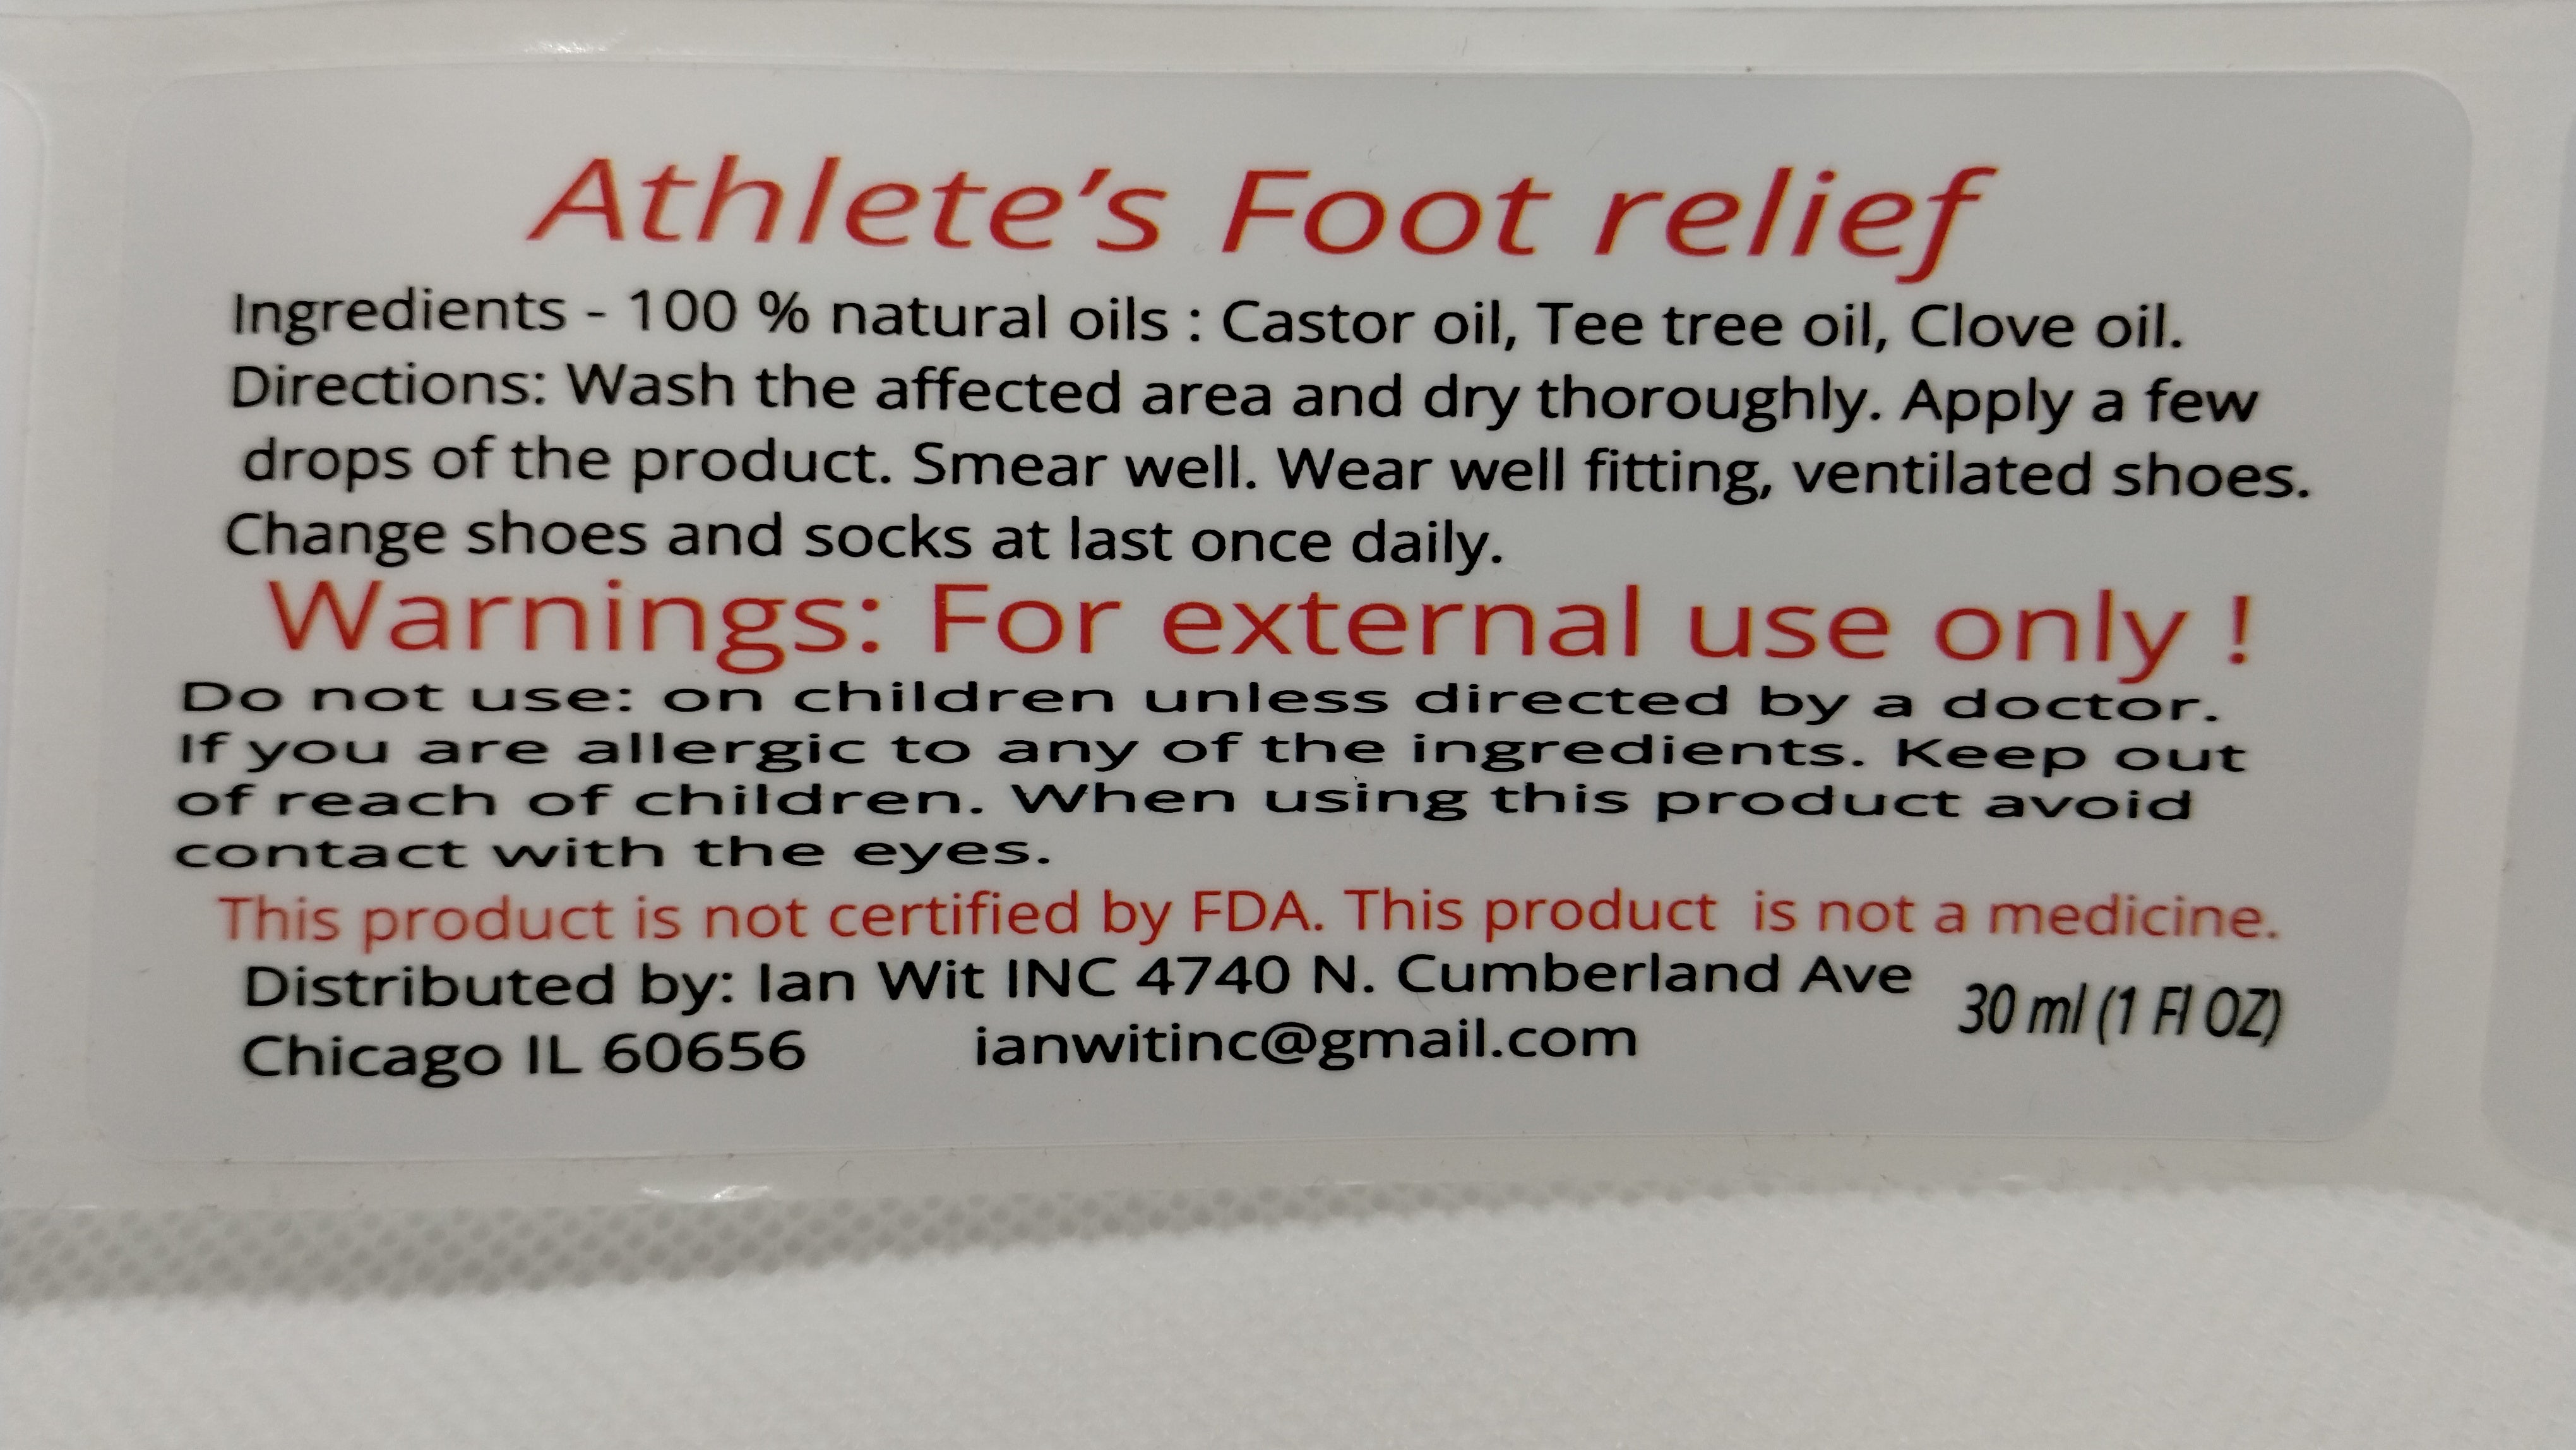 Athlete's Foot relief
Ingredients - 100 % natural oils : Castor oil, Tee tree oil, Clove oil.
Directions: Wash the affected area and dry thoroughly. Apply a few
drops of the product. Smear well. Wear well fitting, ventilated shoes.
Change shoes and socks at last once daily.
Warnings: For external use only !
Do not use: on children unless directed by a doctor.
If you are allergic to any of the ingredients. Keep out
of reach of children. When using this product avoid
contact with the eyes.
This product is not certified by FDA. This product is not a medicine.
Distributed by: Ian Wit INC 4740 N. Cumberland Ave
Chicago IL 60656 ianwitinc@gmail.com
30 ml (1 Fl OZ)